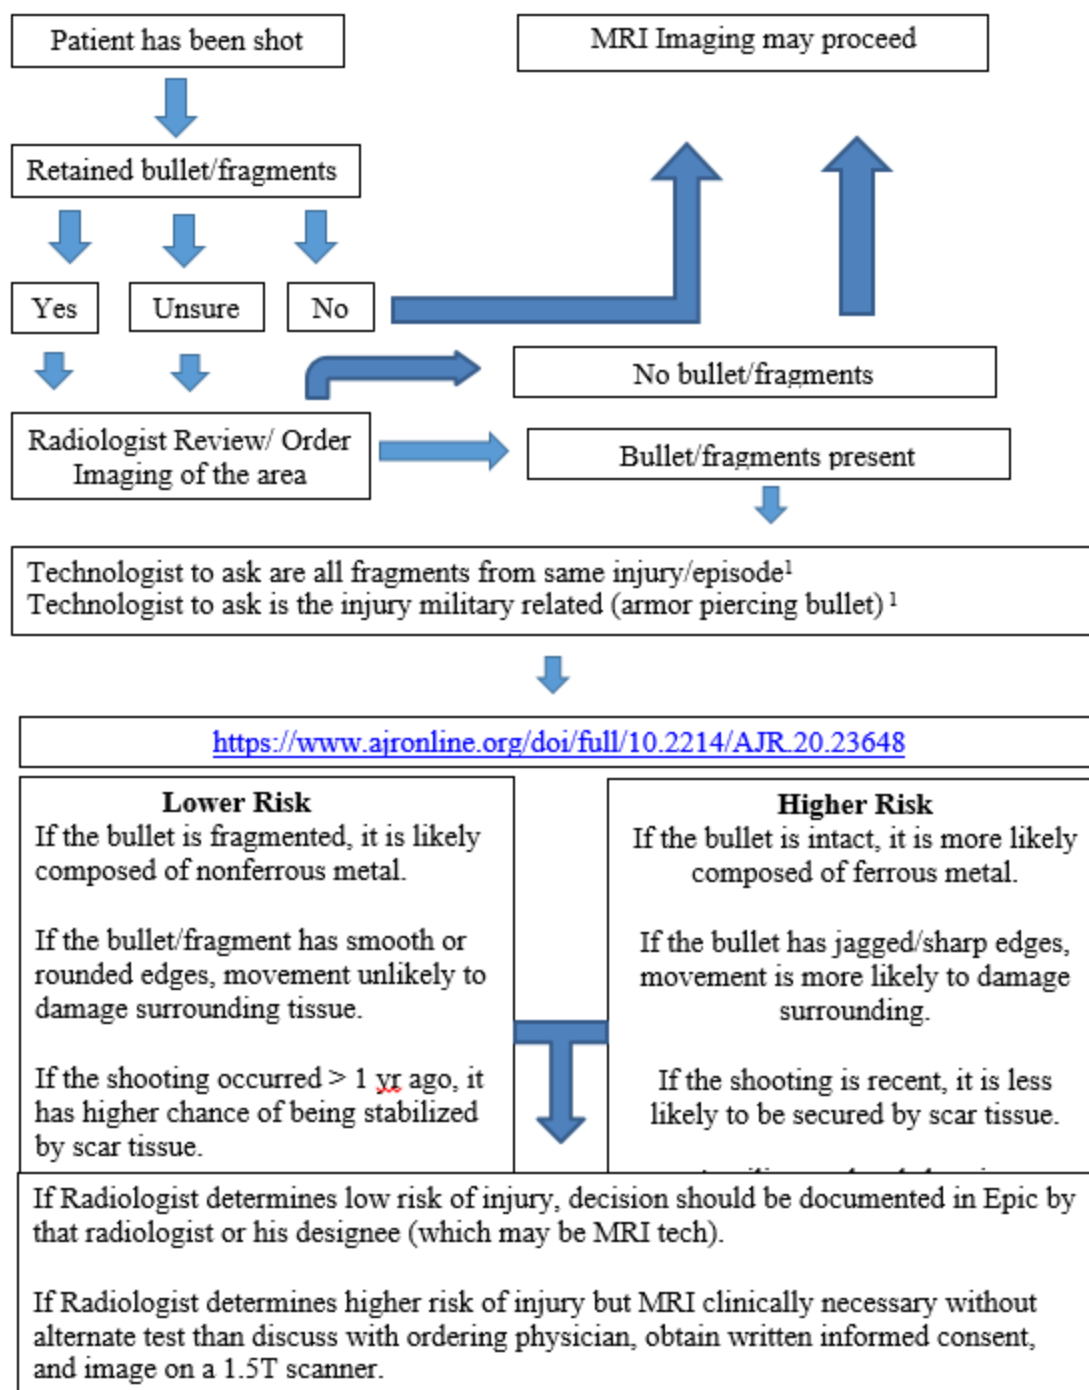 Patient has been shot
MRI Imaging may proceed
Retained bullet/fragments
Yes
Unsure
No
No bullet/fragments
Radiologist Review/ Order
Imaging of the area
Bullet/fragments present
Technologist to ask are all fragments from same injury/episode¹
Technologist to ask is the injury military related (armor piercing bullet) ¹
https://www.ajronline.org/doi/full/10.2214/AJR.20.23648
Lower Risk
If the bullet is fragmented, it is likely
composed of nonferrous metal.
If the bullet/fragment has smooth or
rounded edges, movement unlikely to
damage surrounding tissue.
If the shooting occurred > 1 yr ago, it
has higher chance of being stabilized
by scar tissue.
Higher Risk
If the bullet is intact, it is more likely
composed of ferrous metal.
If the bullet has jagged/sharp edges,
movement is more likely to damage
surrounding.
If the shooting is recent, it is less
likely to be secured by scar tissue.
If Radiologist determines low risk of injury, decision should be documented in Epic by
that radiologist or his designee (which may be MRI tech).
If Radiologist determines higher risk of injury but MRI clinically necessary without
alternate test than discuss with ordering physician, obtain written informed consent,
and image on a 1.5T scanner.